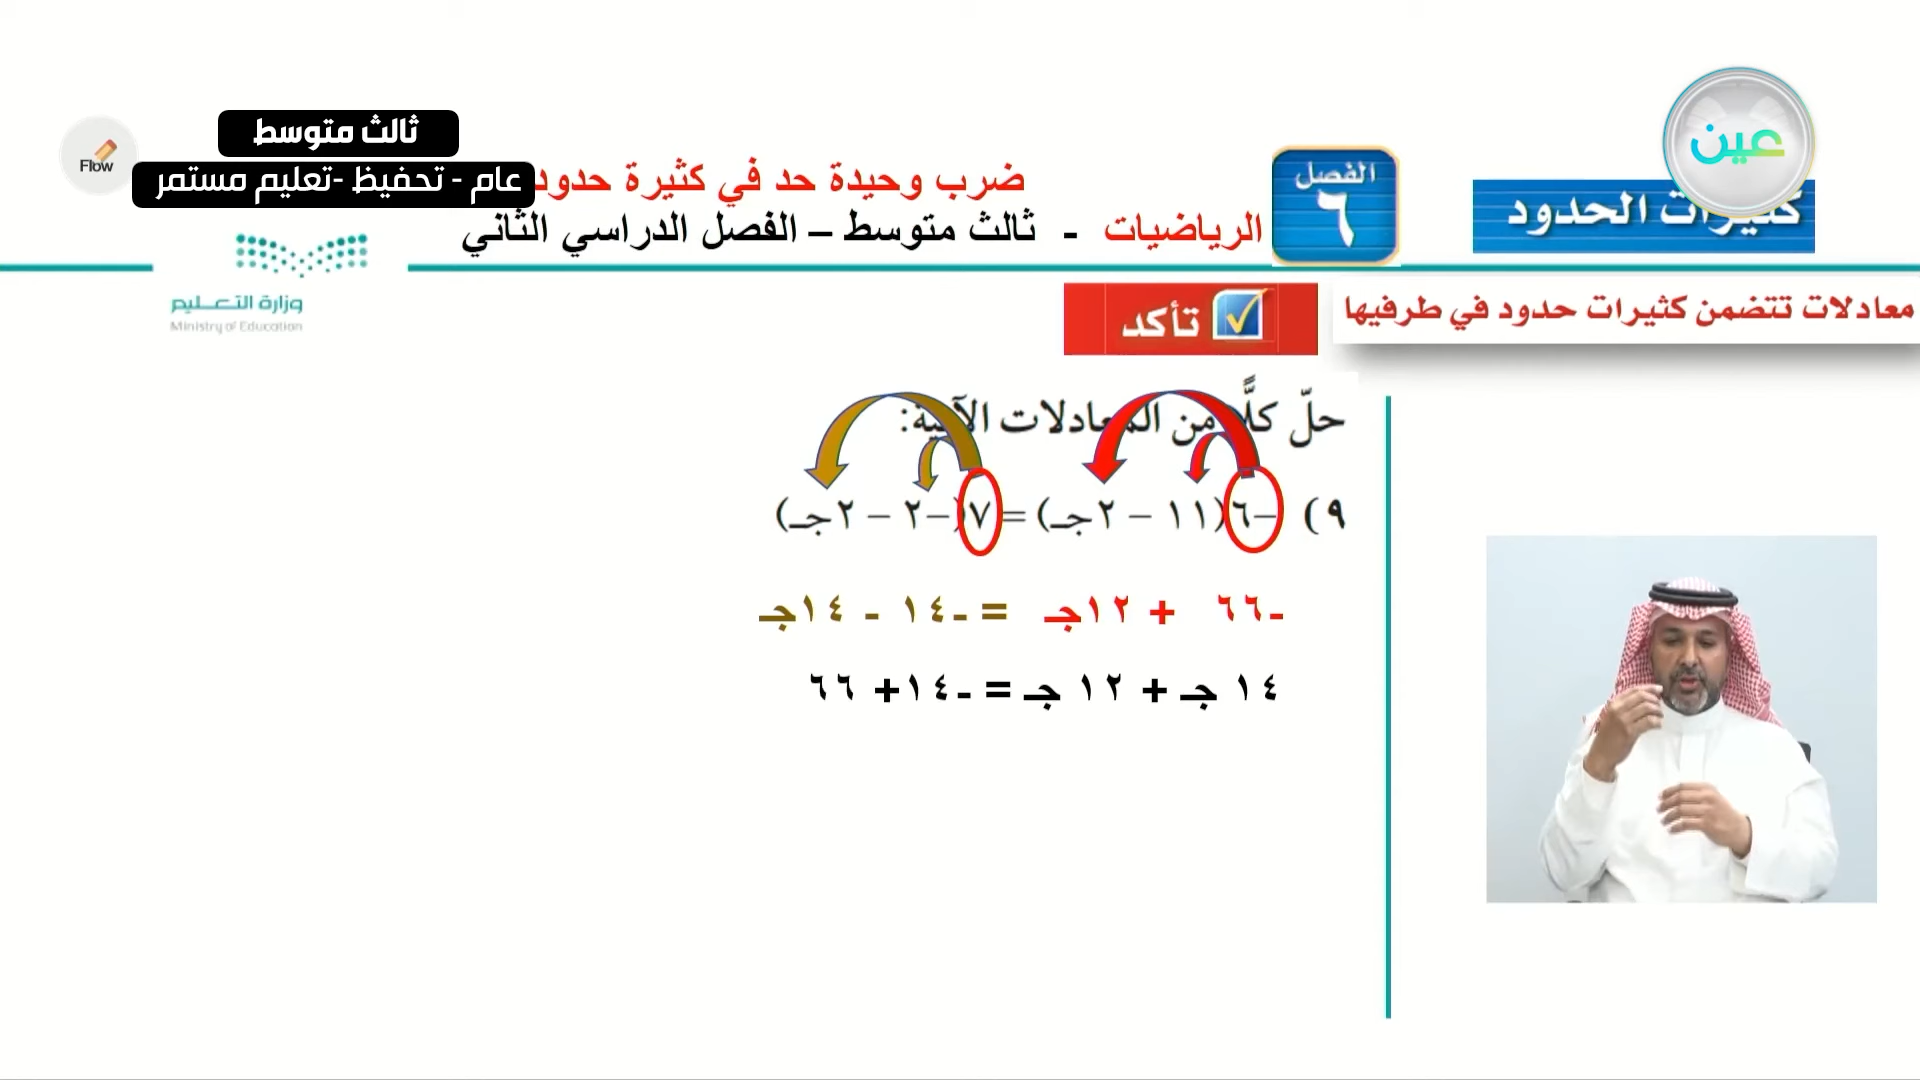 عين
كثيرات الحدود
الفصل
٦
ضرب وحيدة حد في كثيرة حدود
الرياضيات - ثالث متوسط – الفصل الدراسي الثاني
ثالث متوسط
عام - تحفيظ -تعليم مستمر
Flow
وزارة التعليم
Ministry of Education
معادلات تتضمن كثيرات حدود في طرفيها
تأكد
حلّ كلًّا من المعادلات الآتية:
٩) –٦(١١ – ٢جـ) = ٧(–٢ – ٢جـ)
-٦٦ + ١٢جـ = -١٤ - ١٤جـ
١٤ جـ + ١٢ جـ = -١٤+ ٦٦